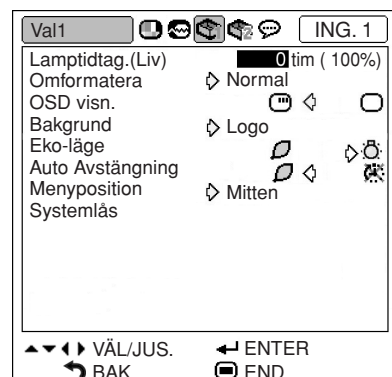 Val1 ING. 1
Lamptidtag.(Liv) 0 tim ( 100%)
Omformatera Normal
OSD visn.
Bakgrund Logo
Eko-läge
Auto Avstängning
Menyposition Mitten
Systemlås
VÄL/JUS. ENTER
BAK END